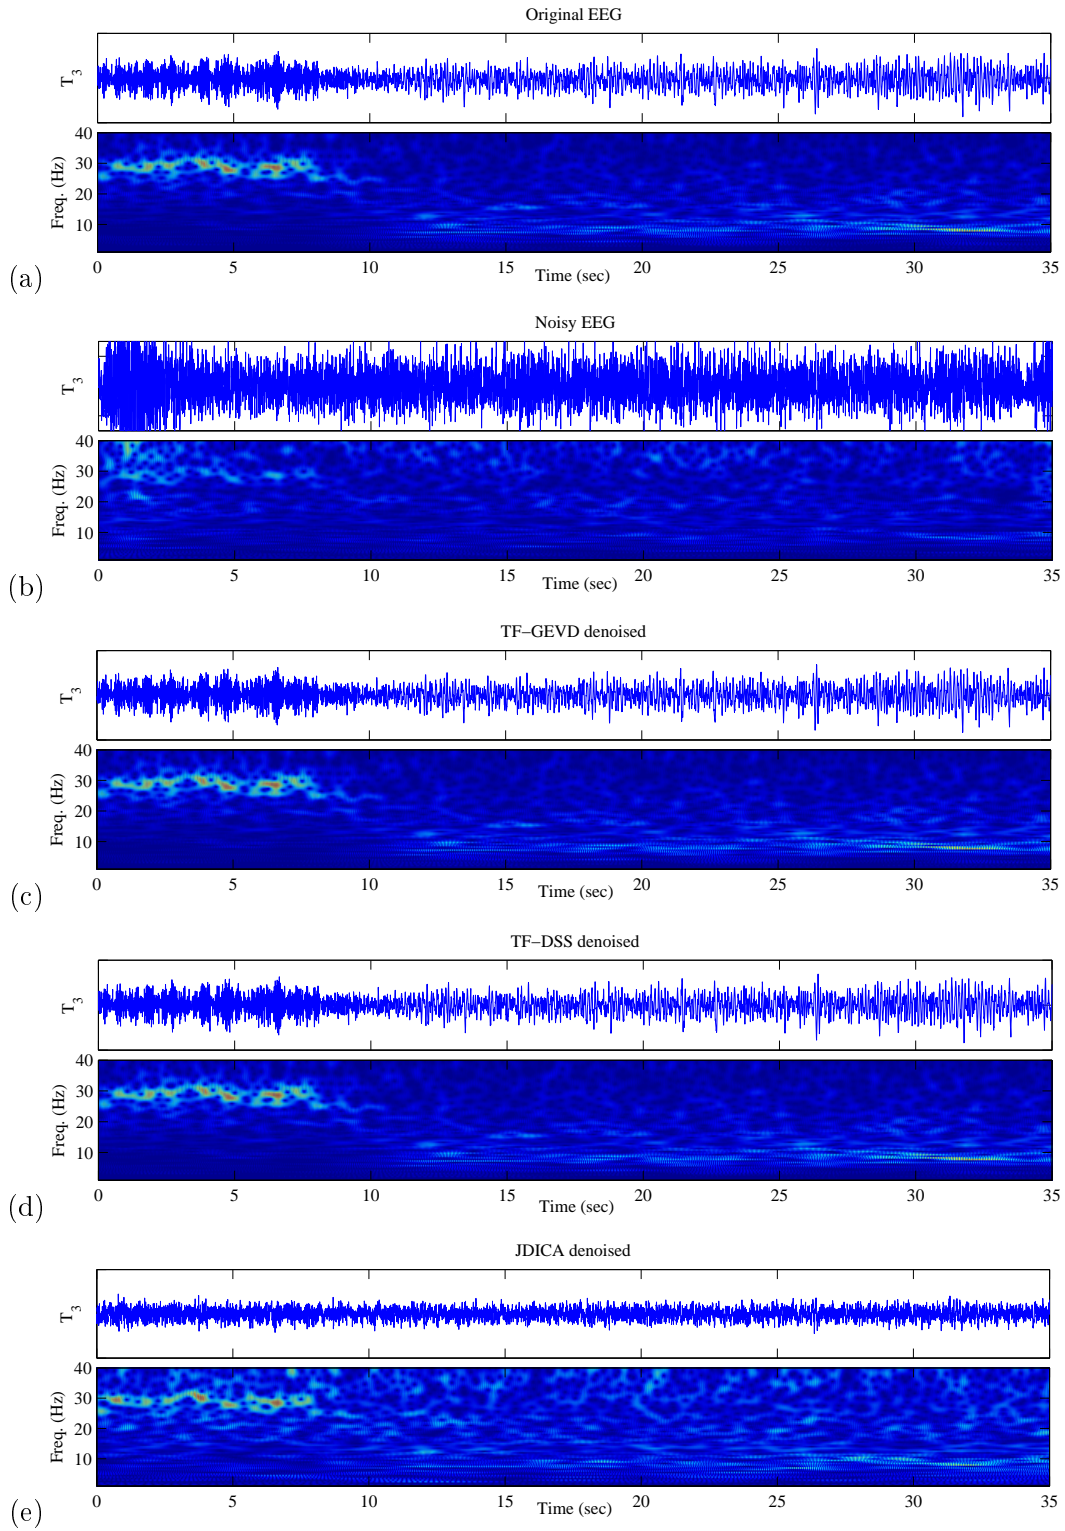 Original EEG
T3
40
30
20
10
Freq. (Hz)
0 5 10 15 20 25 30 35
Time (sec)
(a)
Noisy EEG
T3
40
30
20
10
Freq. (Hz)
0 5 10 15 20 25 30 35
Time (sec)
(b)
TF–GEVD denoised
T3
40
30
20
10
Freq. (Hz)
0 5 10 15 20 25 30 35
Time (sec)
(c)
TF–DSS denoised
T3
40
30
20
10
Freq. (Hz)
0 5 10 15 20 25 30 35
Time (sec)
(d)
JDICA denoised
T3
40
30
20
10
Freq. (Hz)
0 5 10 15 20 25 30 35
Time (sec)
(e)